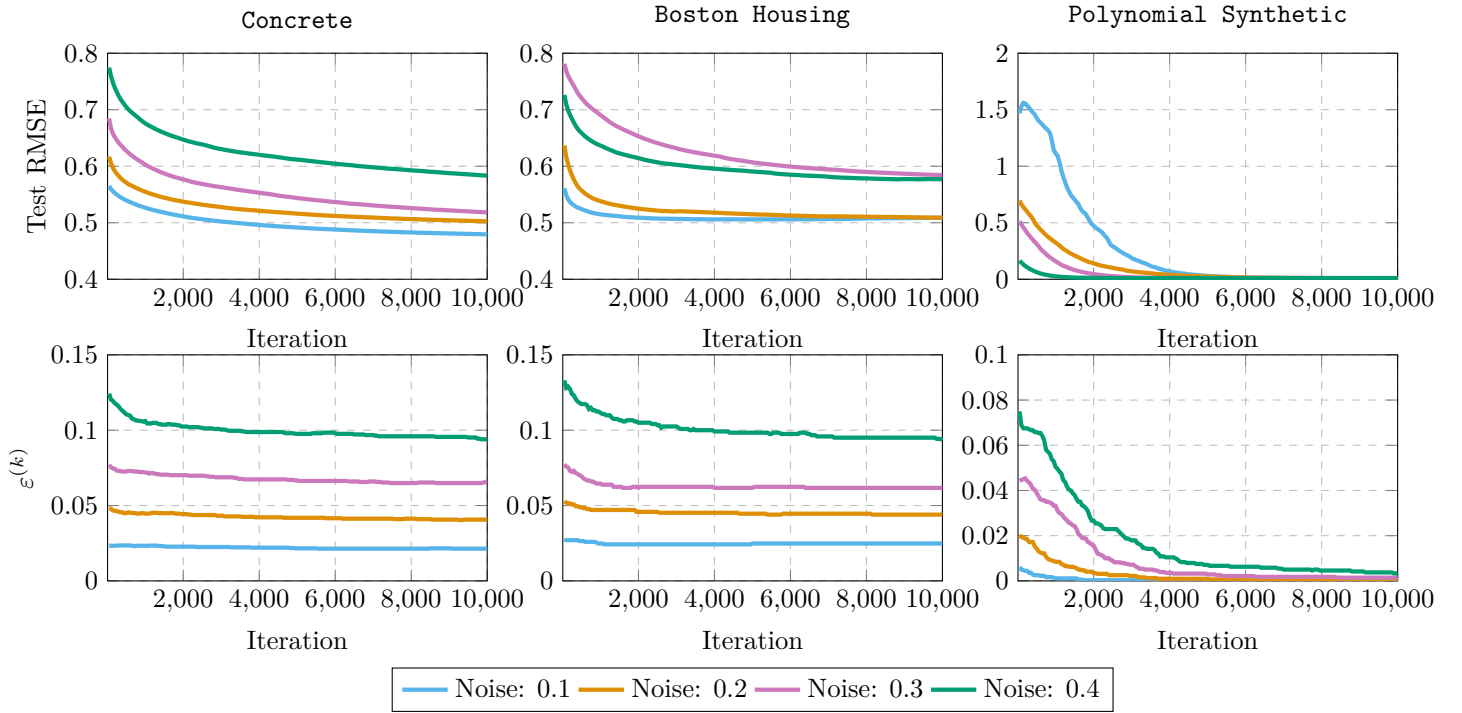 Concrete
Boston Housing
Polynomial Synthetic
Test RMSE
0.8
0.7
0.6
0.5
0.4
2,000 4,000 6,000 8,000 10,000
Iteration
0.8
0.7
0.6
0.5
0.4
2,000 4,000 6,000 8,000 10,000
Iteration
2
1.5
1
0.5
0
2,000 4,000 6,000 8,000 10,000
Iteration
ε^(k)
0.15
0.1
0.05
0
2,000 4,000 6,000 8,000 10,000
Iteration
0.15
0.1
0.05
0
2,000 4,000 6,000 8,000 10,000
Iteration
0.1
0.08
0.06
0.04
0.02
0
2,000 4,000 6,000 8,000 10,000
Iteration
Noise: 0.1 Noise: 0.2 Noise: 0.3 Noise: 0.4